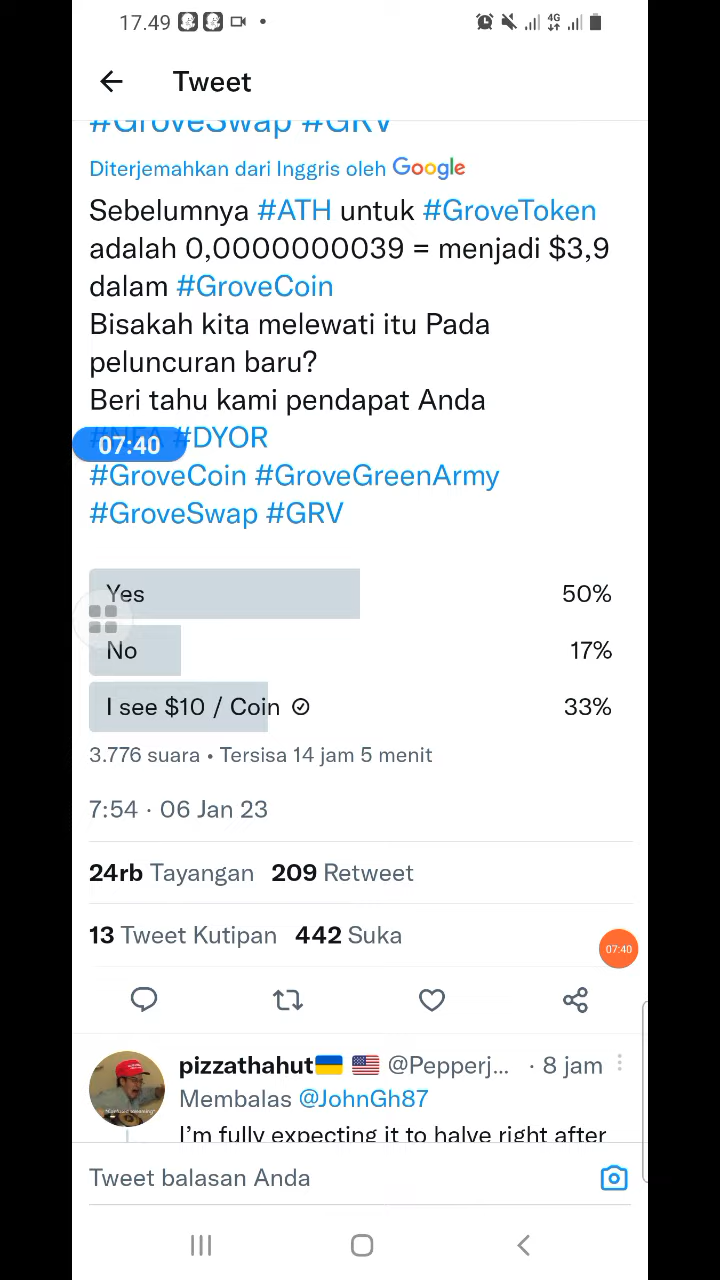 17.49
4G
Tweet
#GroveSwap #GRV
Diterjemahkan dari Inggris oleh Google
Sebelumnya #ATH untuk #GroveToken
adalah 0,0000000039 = menjadi $3,9
dalam #GroveCoin
Bisakah kita melewati itu Pada
peluncuran baru?
Beri tahu kami pendapat Anda
#NFA #DYOR
07:40
#GroveCoin #GroveGreenArmy
#GroveSwap #GRV
Yes 50%
No 17%
I see $10 / Coin 33%
3.776 suara • Tersisa 14 jam 5 menit
7:54 · 06 Jan 23
24rb Tayangan 209 Retweet
13 Tweet Kutipan 442 Suka
07:40
pizzathahut @Pepperj... · 8 jam
Membalas @JohnGh87
I'm fully expecting it to halve right after
Tweet balasan Anda